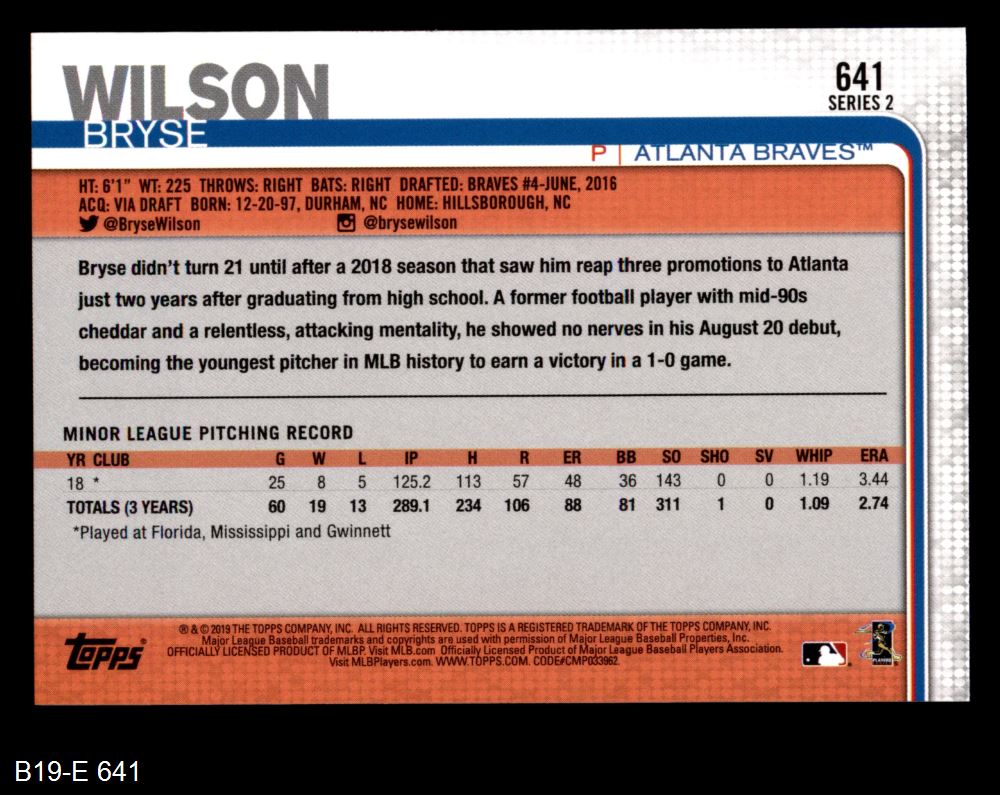 WILSON
BRYSE
641
SERIES 2
P | ATLANTA BRAVES™
HT: 6'1" WT: 225 THROWS: RIGHT BATS: RIGHT DRAFTED: BRAVES #4-JUNE, 2016
ACQ: VIA DRAFT BORN: 12-20-97, DURHAM, NC HOME: HILLSBOROUGH, NC
@BryseWilson @brysewilson
Bryse didn't turn 21 until after a 2018 season that saw him reap three promotions to Atlanta
just two years after graduating from high school. A former football player with mid-90s
cheddar and a relentless, attacking mentality, he showed no nerves in his August 20 debut,
becoming the youngest pitcher in MLB history to earn a victory in a 1-0 game.
MINOR LEAGUE PITCHING RECORD
YR CLUB G W L IP H R ER BB SO SHO SV WHIP ERA
18 * 25 8 5 125.2 113 57 48 36 143 0 0 1.19 3.44
TOTALS (3 YEARS) 60 19 13 289.1 234 106 88 81 311 1 0 1.09 2.74
*Played at Florida, Mississippi and Gwinnett
Topps®
® & © 2019 THE TOPPS COMPANY, INC. ALL RIGHTS RESERVED. TOPPS IS A REGISTERED TRADEMARK OF THE TOPPS COMPANY, INC.
Major League Baseball trademarks and copyrights are used with permission of Major League Baseball Properties, Inc.
OFFICIALLY LICENSED PRODUCT OF MLBP. Visit MLB.com Officially Licensed Product of Major League Baseball Players Association.
Visit MLBPlayers.com. WWW.TOPPS.COM. CODE#CMP033962.
PLAYERS
B19-E 641